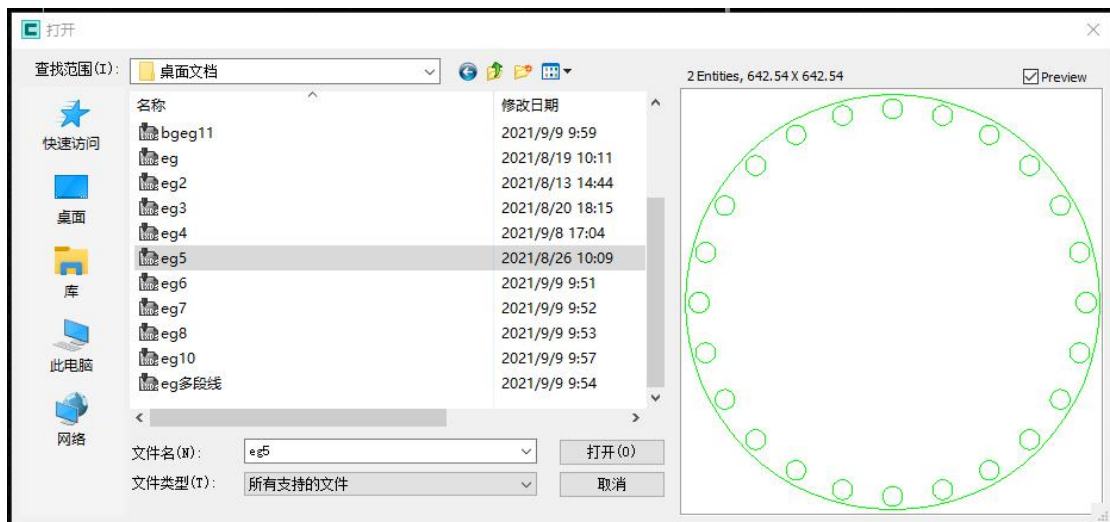 打开
查找范围(I): 桌面文档
2 Entities, 642.54 X 642.54 Preview
名称 修改日期
bgeg11 2021/9/9 9:59
eg 2021/8/19 10:11
eg2 2021/8/13 14:44
eg3 2021/8/20 18:15
eg4 2021/9/8 17:04
eg5 2021/8/26 10:09
eg6 2021/9/9 9:51
eg7 2021/9/9 9:52
eg8 2021/9/9 9:53
eg10 2021/9/9 9:57
eg多段线 2021/9/9 9:54
快速访问
桌面
库
此电脑
网络
文件名(N): eg5 打开(O)
文件类型(T): 所有支持的文件 取消